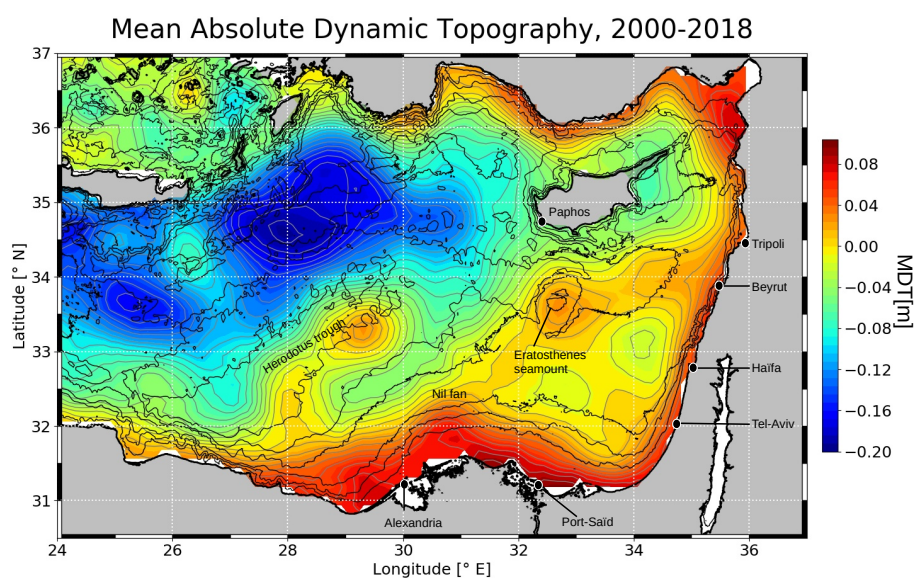 Mean Absolute Dynamic Topography, 2000-2018
37
36
35
34
33
32
31
24
26
28
30
32
34
36
Longitude [° E]
Latitude [° N]
Paphos
Tripoli
Beyrut
Herodotus trough
Eratosthenes
seamount
Haïfa
Nil fan
Tel-Aviv
Alexandria
Port-Saïd
0.08
0.04
0.00
−0.04
−0.08
−0.12
−0.16
−0.20
MDT[m]